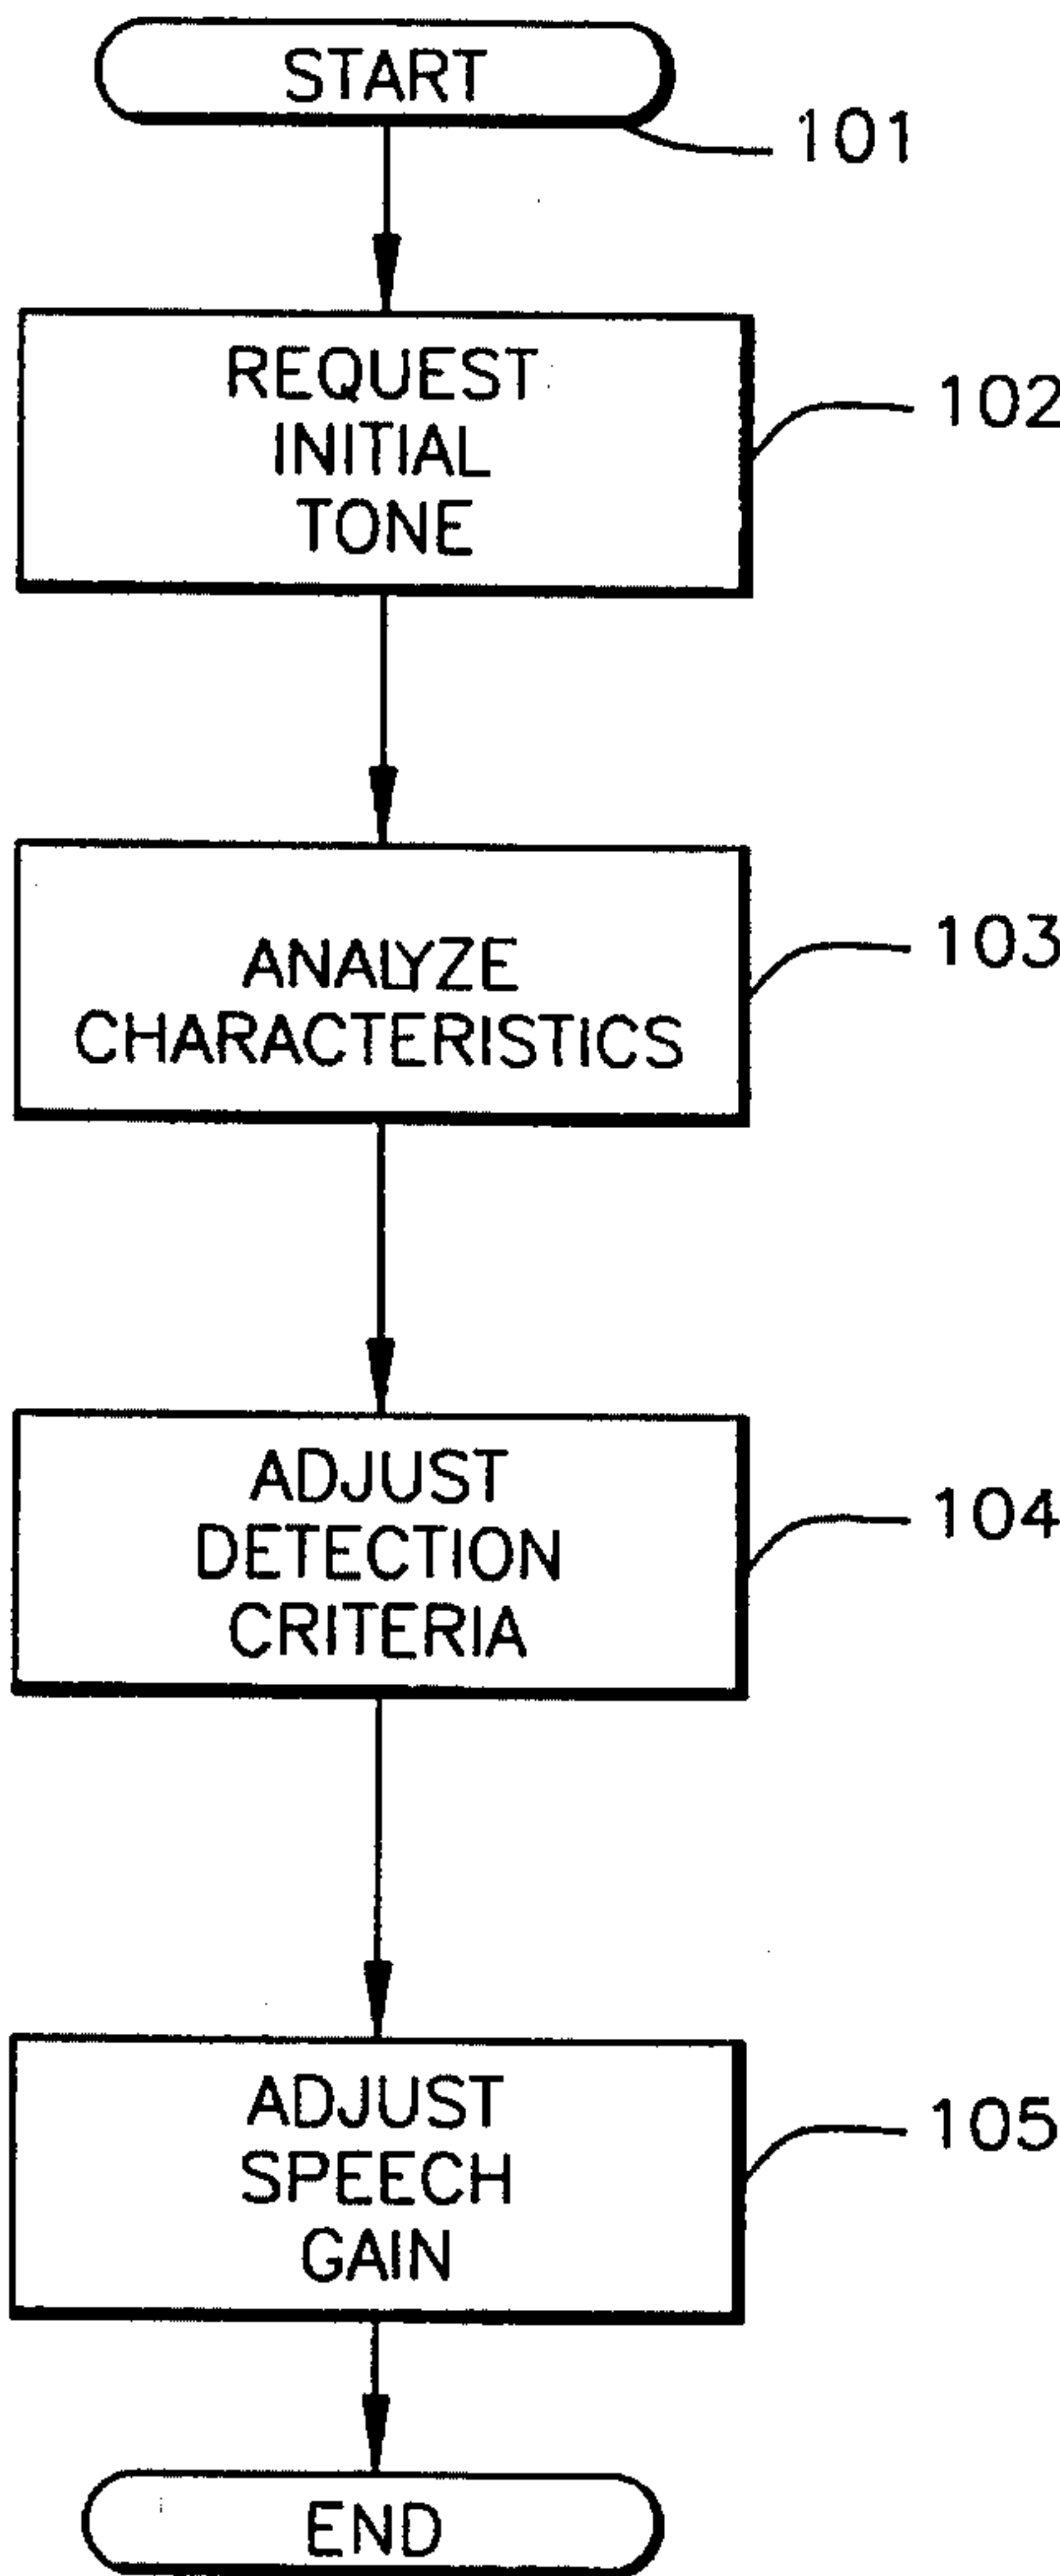 START
101
REQUEST
INITIAL
TONE
102
ANALYZE
CHARACTERISTICS
103
ADJUST
DETECTION
CRITERIA
104
ADJUST
SPEECH
GAIN
105
END